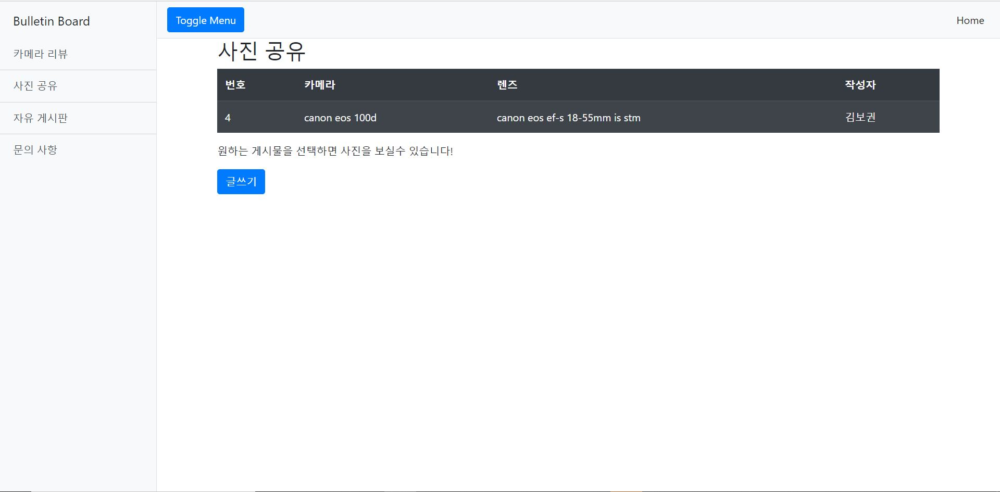 Bulletin Board
카메라 리뷰
사진 공유
자유 게시판
문의 사항
Toggle Menu
Home
사진 공유
번호 카메라 렌즈 작성자
4 canon eos 100d canon eos ef-s 18-55mm is stm 김보권
원하는 게시물을 선택하면 사진을 보실수 있습니다!
글쓰기